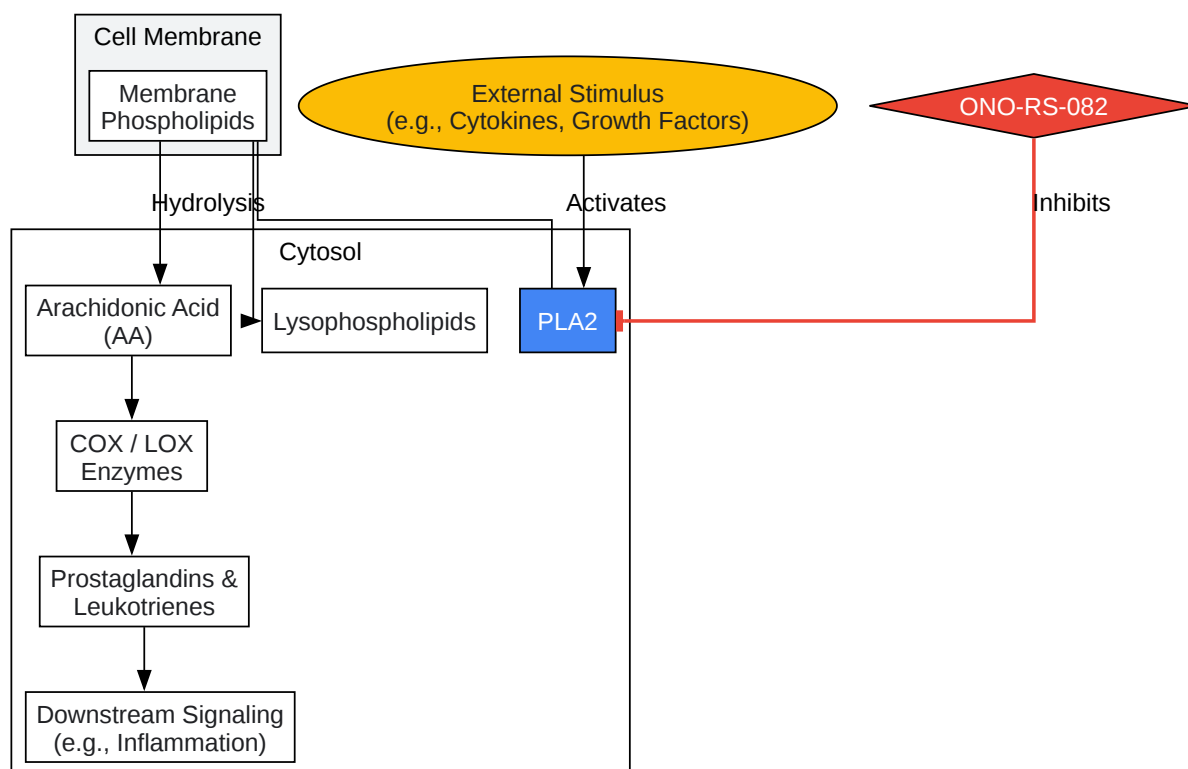 Cell Membrane
Membrane
Phospholipids
External Stimulus
(e.g., Cytokines, Growth Factors)
ONO-RS-082
Hydrolysis
Activates
Inhibits
Cytosol
Arachidonic Acid
(AA)
Lysophospholipids
PLA2
COX / LOX
Enzymes
Prostaglandins &
Leukotrienes
Downstream Signaling
(e.g., Inflammation)